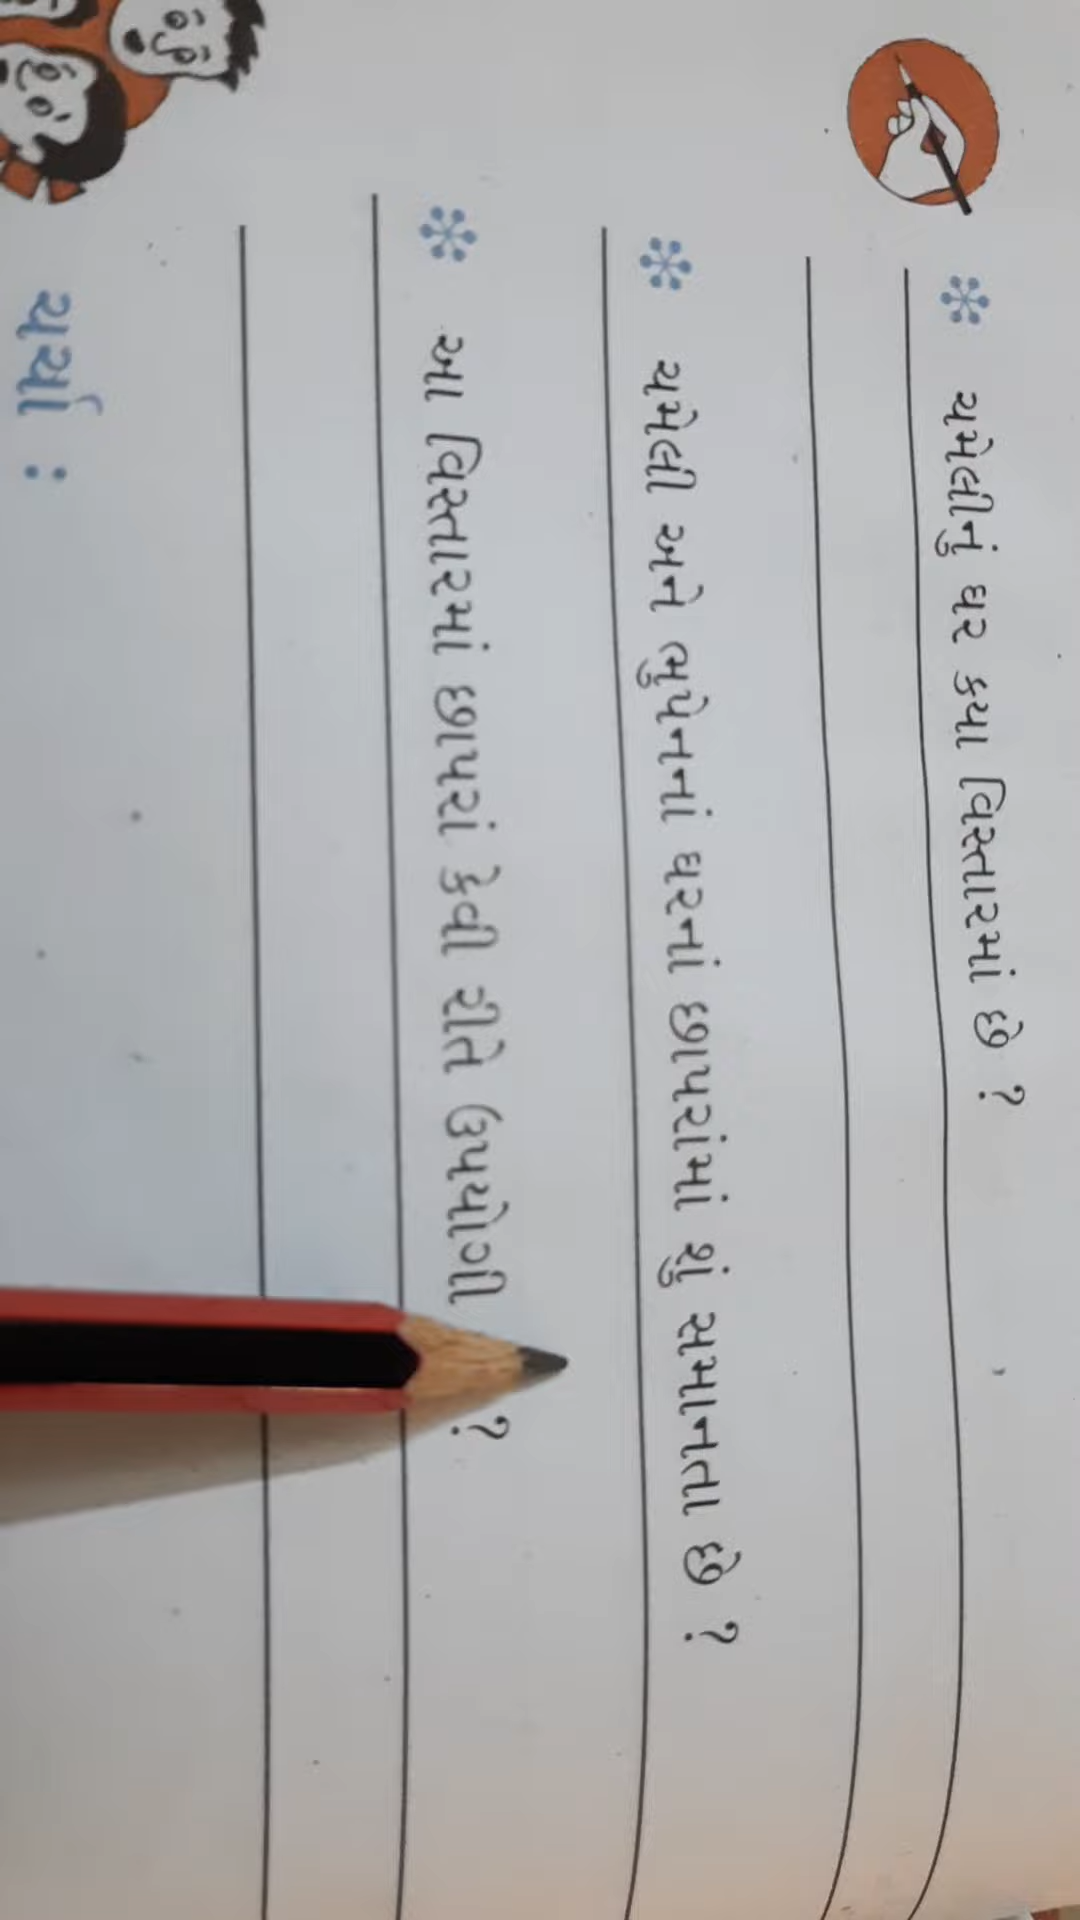 ચમેલીનું ઘર કયા વિસ્તારમાં છે ?
ચમેલી અને ભુપેનનાં ઘરનાં છાપરાંમાં શું સમાનતા છે ?
આ વિસ્તારમાં છાપરાં કેવી રીતે ઉપયોગી ?
ચર્ચા :